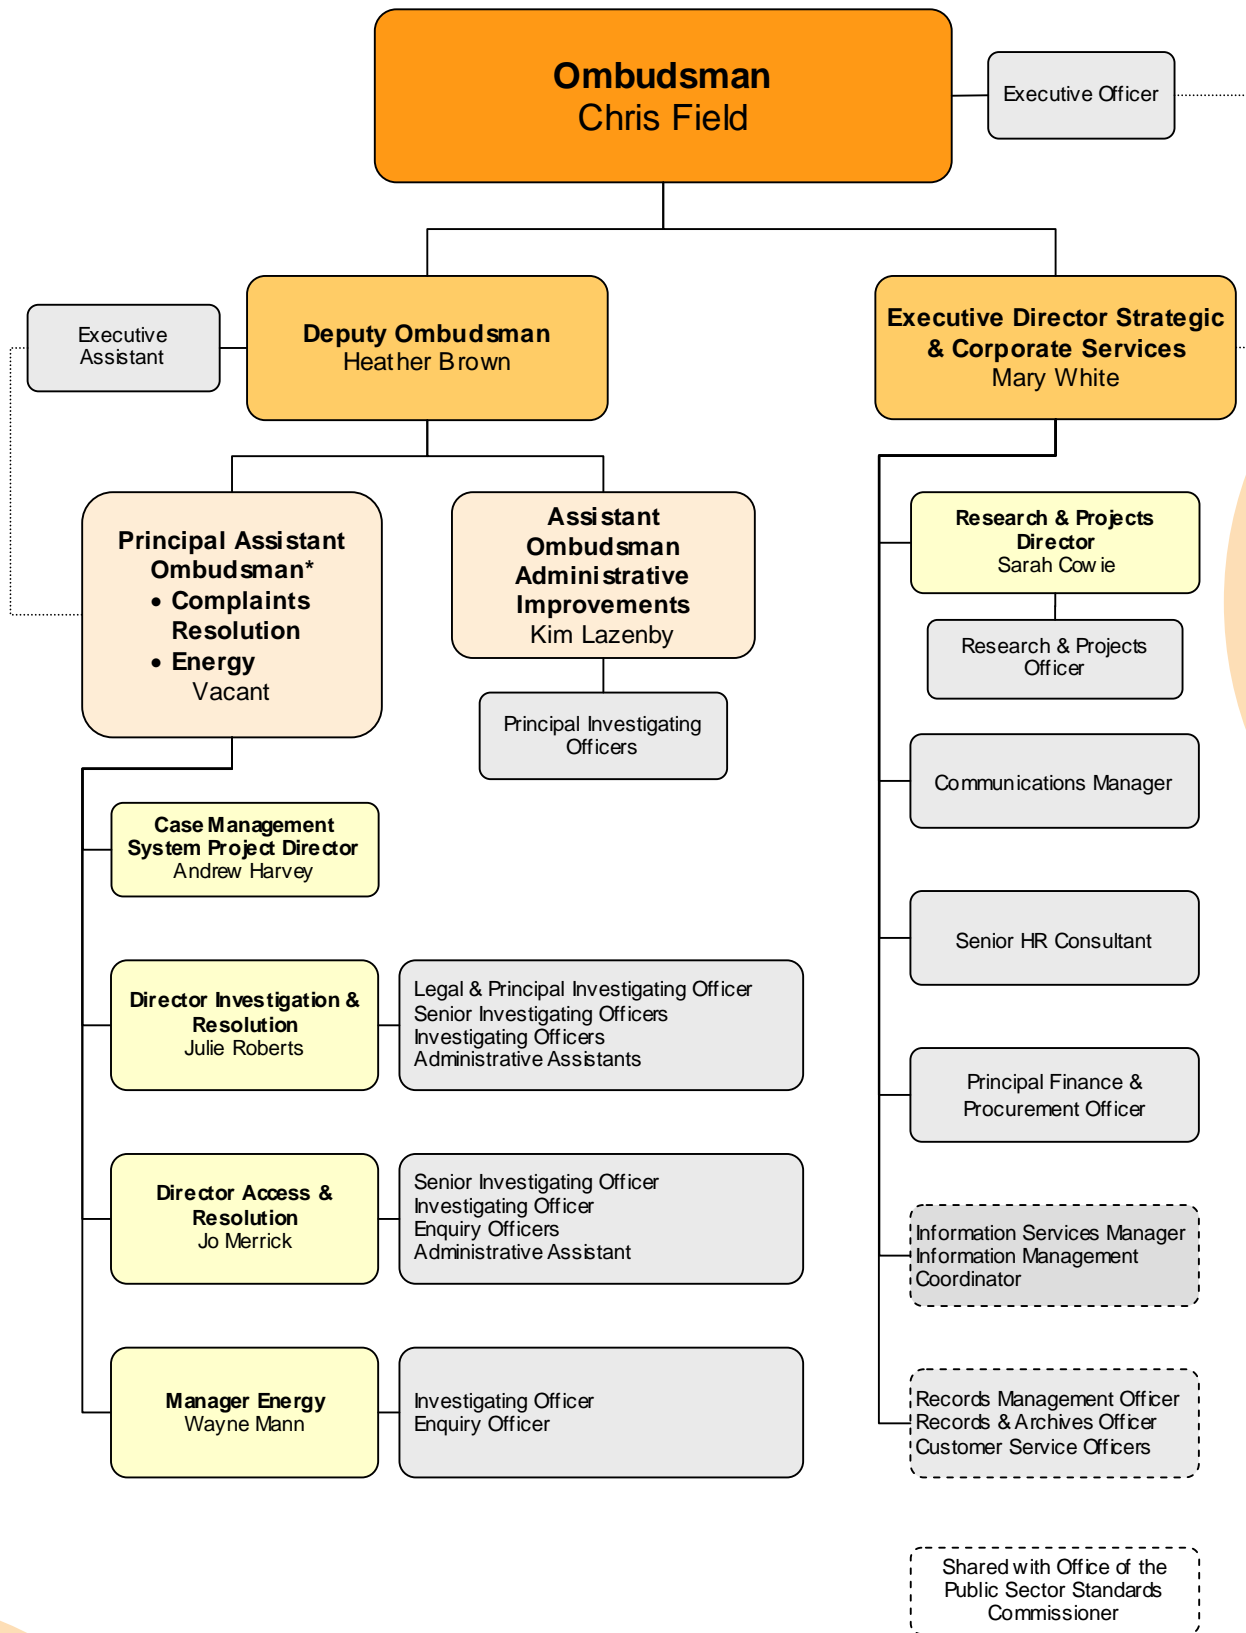 Ombudsman
Chris Field
Executive Officer
Executive
Assistant
Deputy Ombudsman
Heather Brown
Executive Director Strategic
& Corporate Services
Mary White
Principal Assistant
Ombudsman*
• Complaints
Resolution
• Energy
Vacant
Assistant
Ombudsman
Administrative
Improvements
Kim Lazenby
Principal Investigating
Officers
Research & Projects
Director
Sarah Cowie
Research & Projects
Officer
Communications Manager
Senior HR Consultant
Principal Finance &
Procurement Officer
Information Services Manager
Information Management
Coordinator
Records Management Officer
Records & Archives Officer
Customer Service Officers
Case Management
System Project Director
Andrew Harvey
Director Investigation &
Resolution
Julie Roberts
Legal & Principal Investigating Officer
Senior Investigating Officers
Investigating Officers
Administrative Assistants
Director Access &
Resolution
Jo Merrick
Senior Investigating Officer
Investigating Officer
Enquiry Officers
Administrative Assistant
Manager Energy
Wayne Mann
Investigating Officer
Enquiry Officer
Shared with Office of the
Public Sector Standards
Commissioner